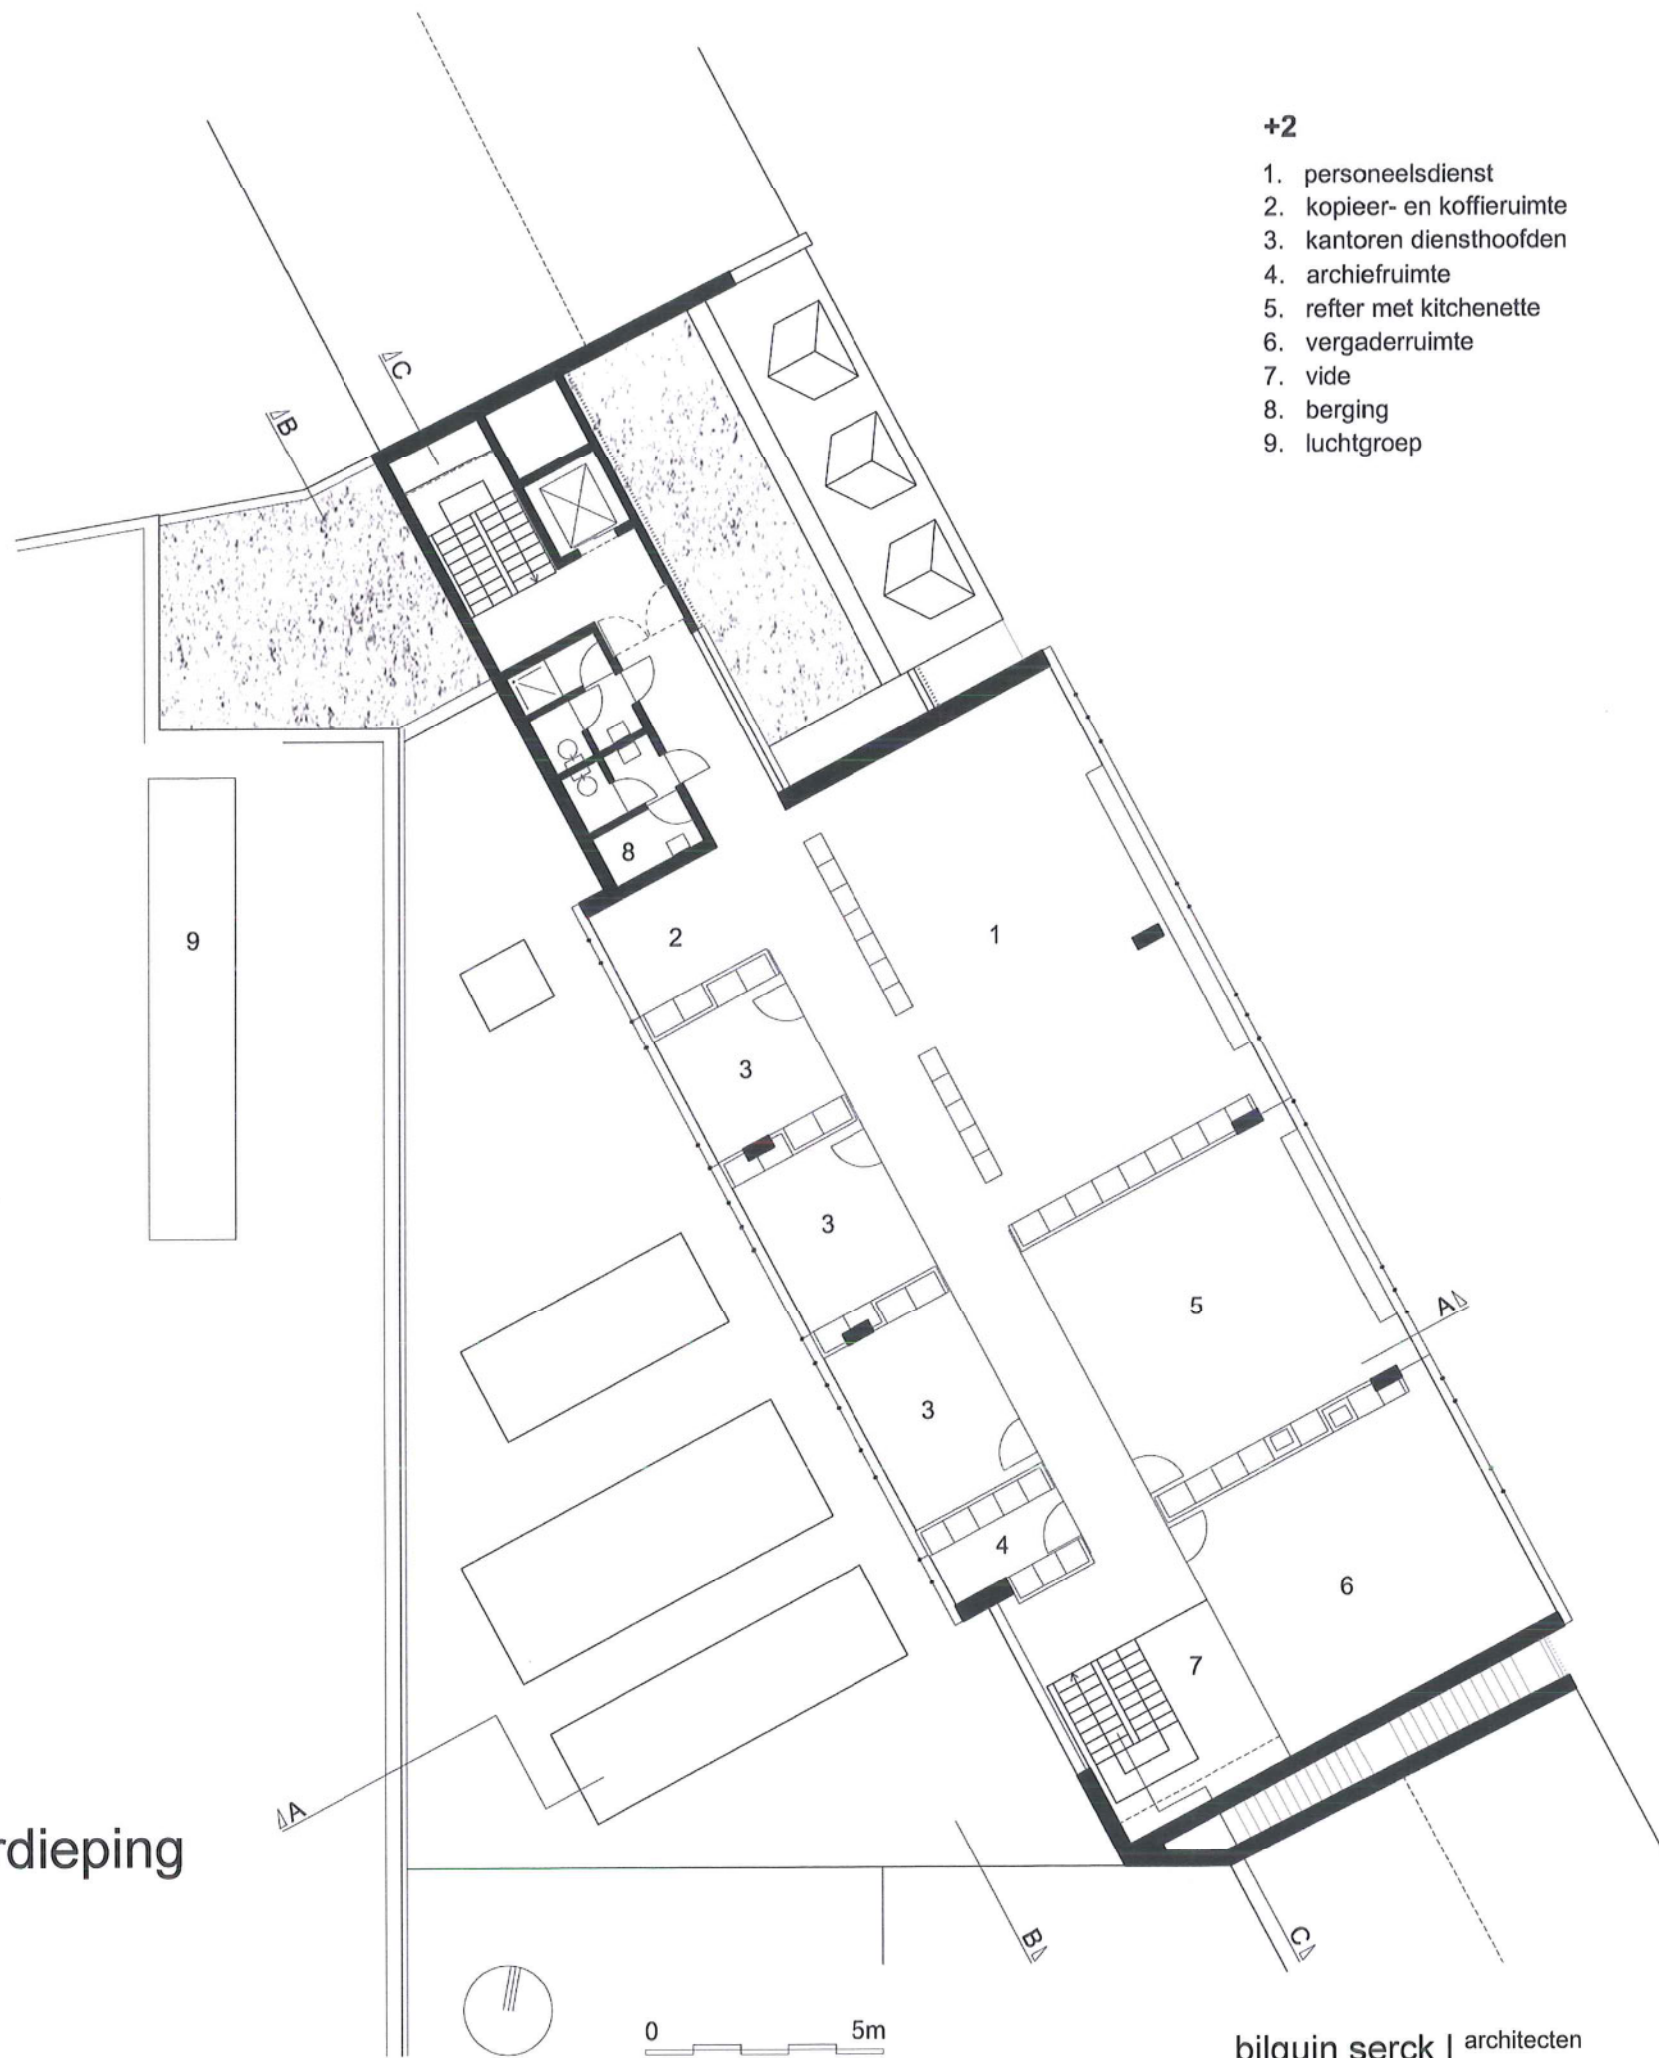 +2
1. personeelsdienst
2. kopieer- en koffieruimte
3. kantoren diensthoofden
4. archiefruimte
5. refter met kitchenette
6. vergaderruimte
7. vide
8. berging
9. luchtgroep
C
B
8
9
2
1
3
3
5
A
3
4
6
7
A
rdieping
B
C
0 5m
bilquin serck | architecten